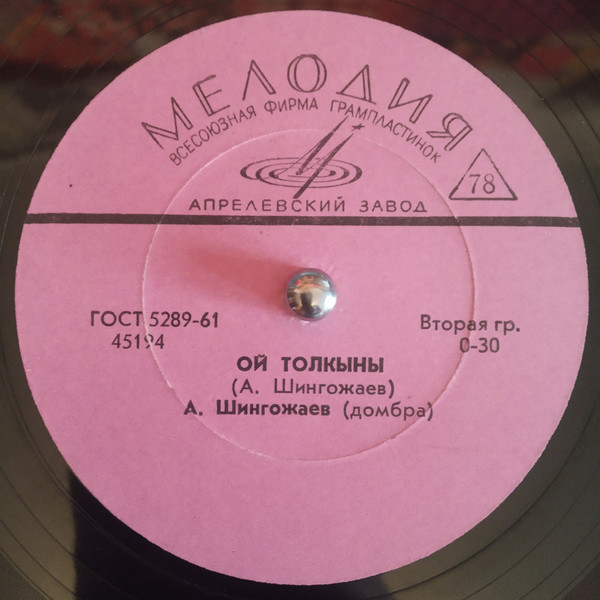 МЕЛОДИЯ
ВСЕСОЮЗНАЯ ФИРМА ГРАМПЛАСТИНОК
78
АПРЕЛЕВСКИЙ ЗАВОД
ГОСТ 5289-61
45194
Вторая гр.
0-30
ОЙ ТОЛКЫНЫ
(А. Шингожаев)
А. Шингожаев (домбра)